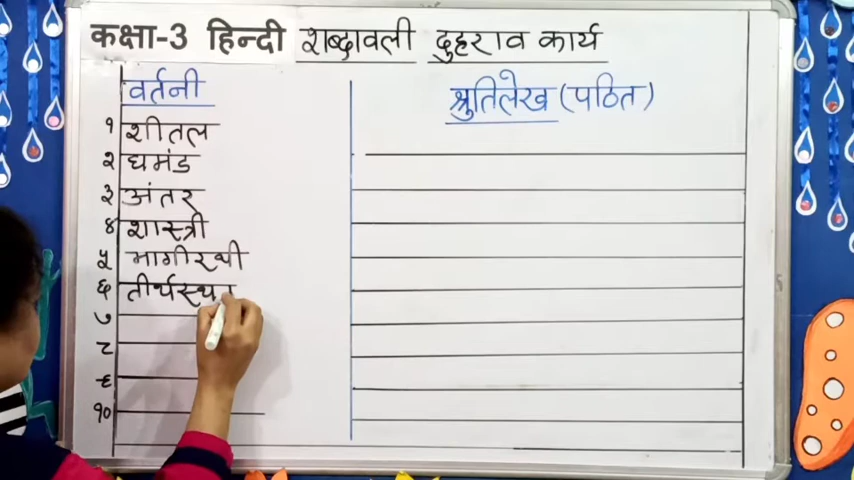 कक्षा-3 हिन्दी शब्दावली दुहराव कार्य
वर्तनी
१ शीतल
२ घमंड
३ अंतर
४ शास्त्री
५ भागीरथी
६ तीर्थस्था
७
८
९
१०
श्रुतिलेख (पठित)